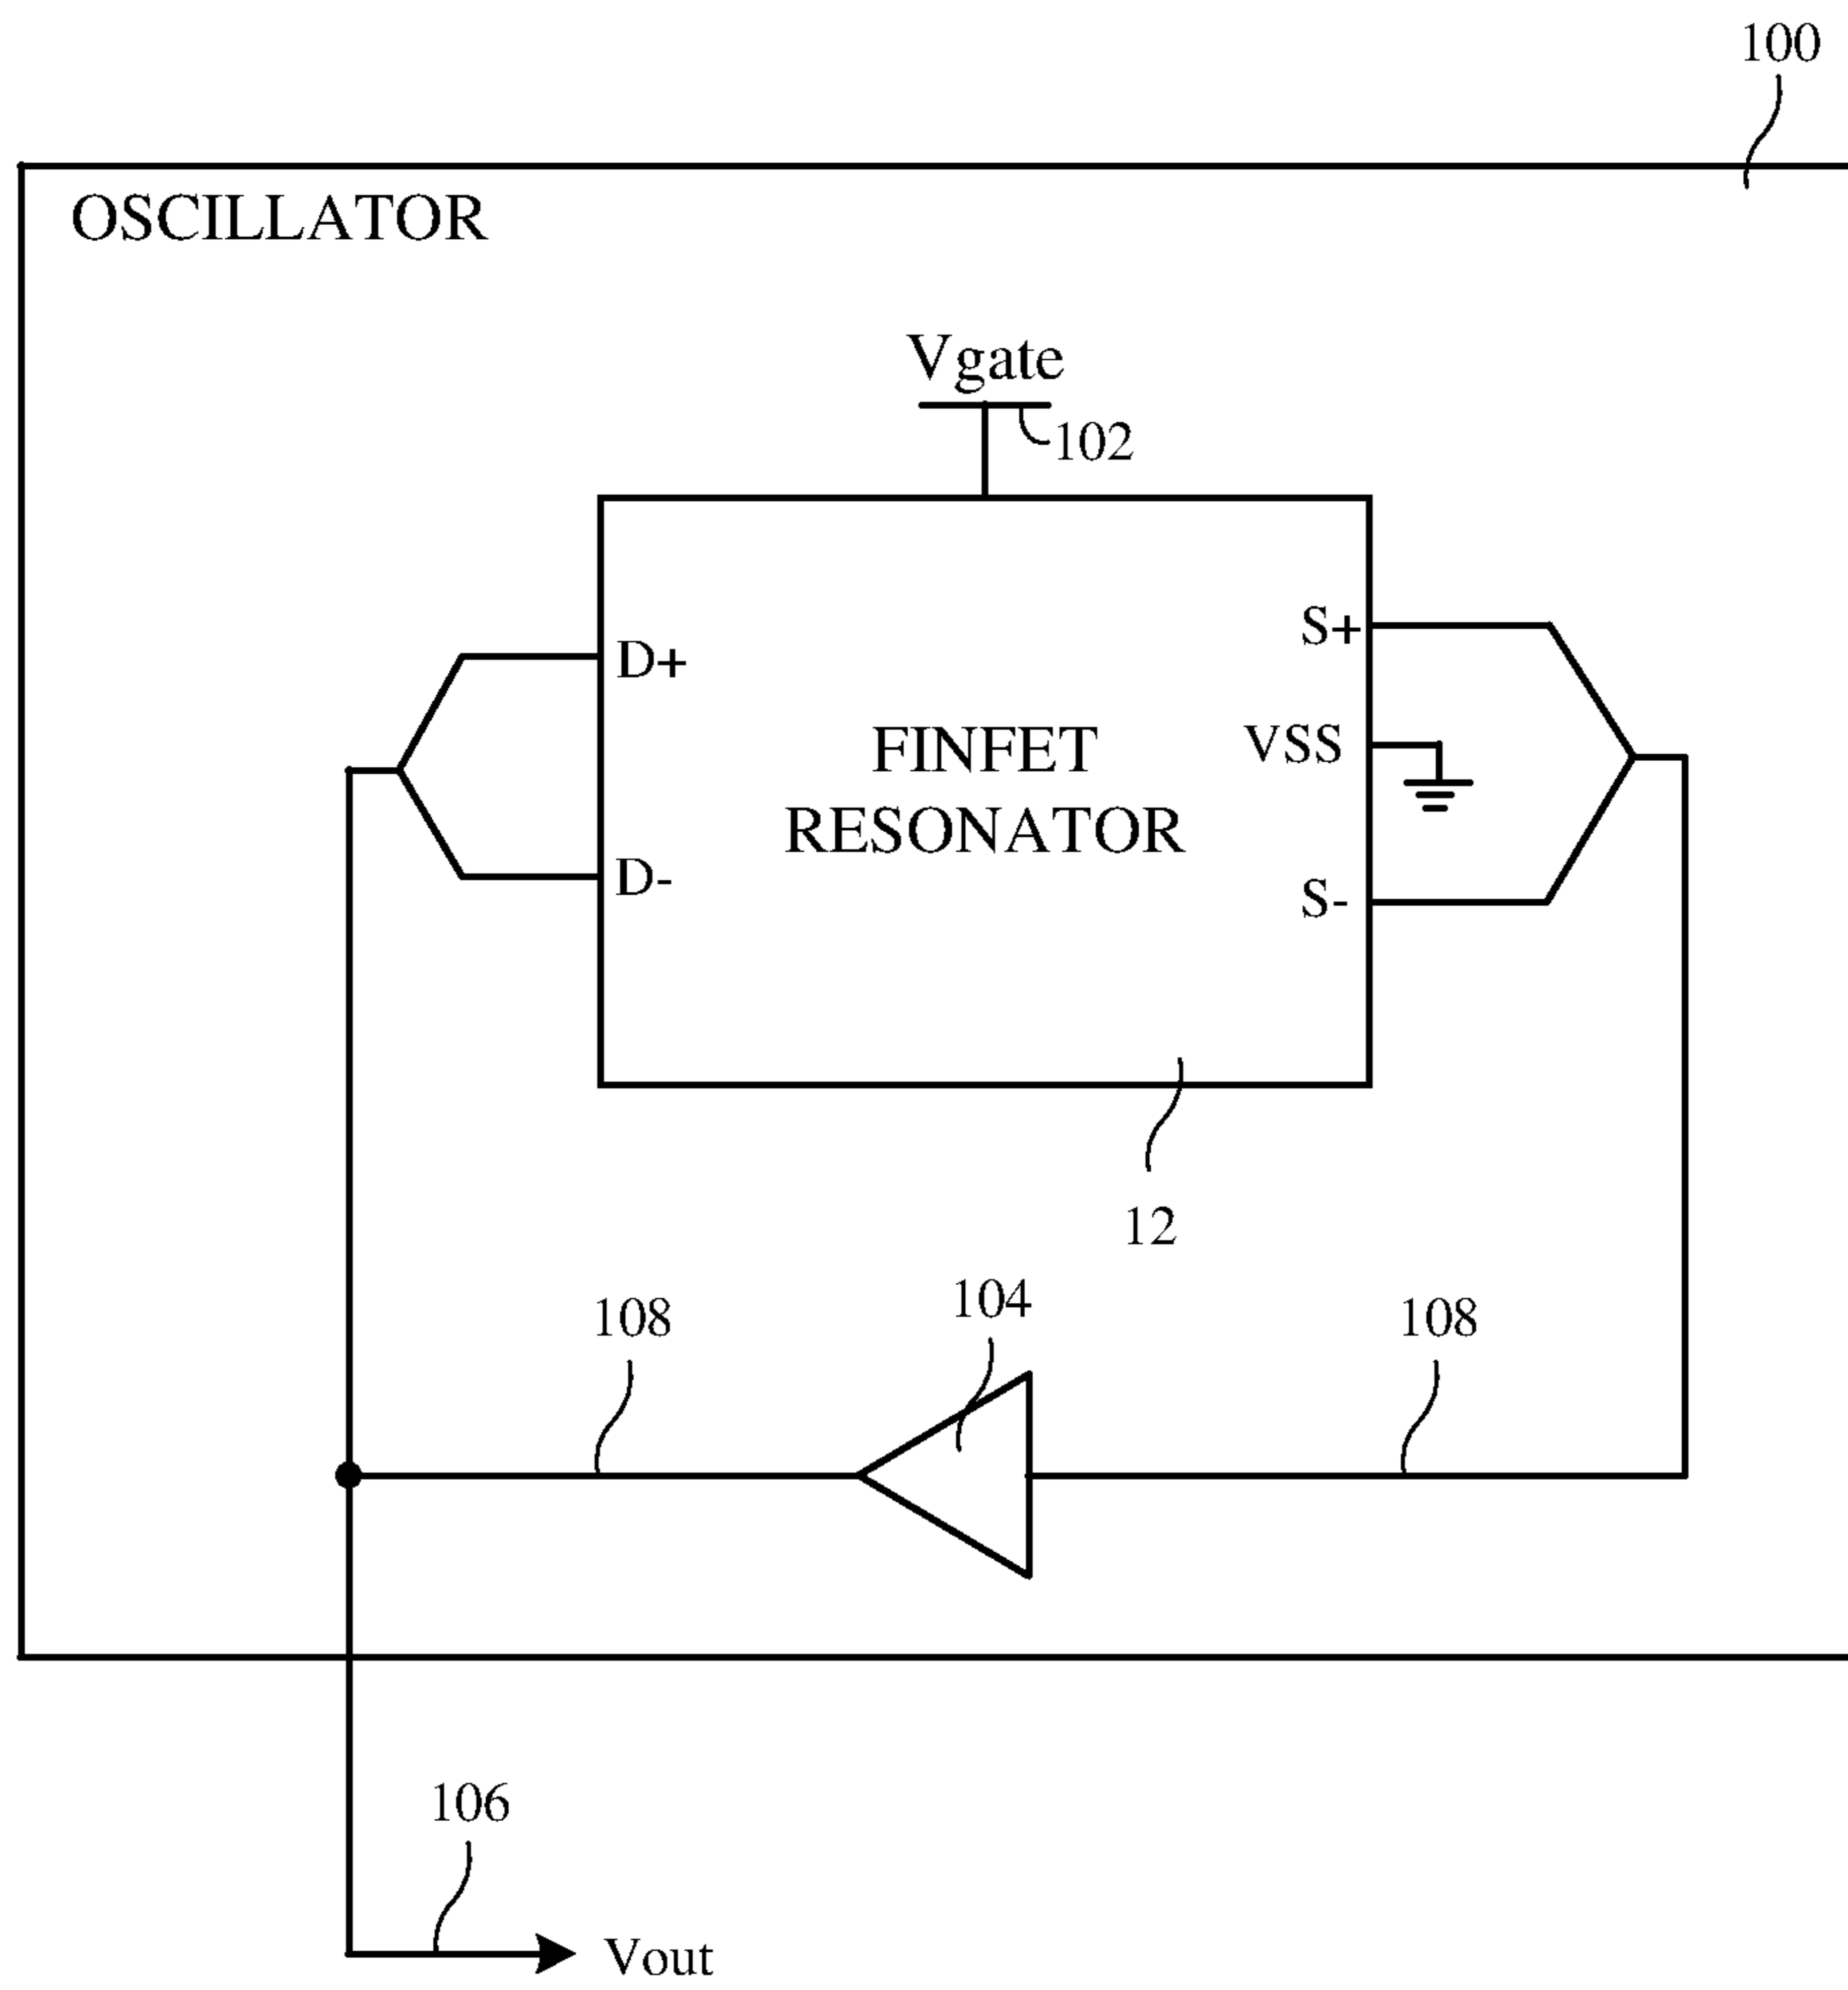 100
OSCILLATOR
Vgate
102
S+
D+
FINFET
VSS
RESONATOR
D-
S-
12
104
108
108
106
Vout